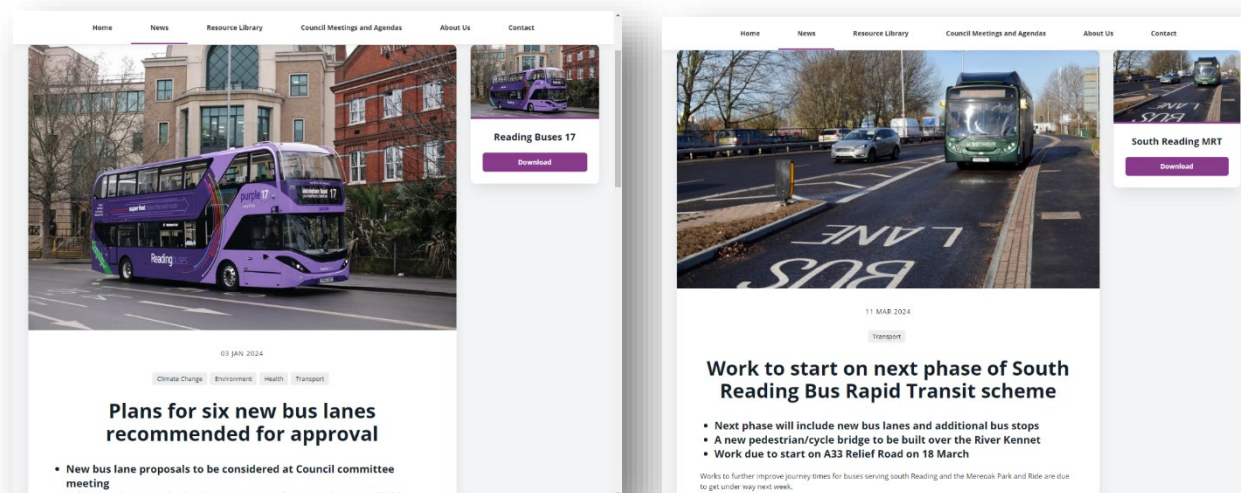 Home News Resource Library Council Meetings and Agendas About Us Contact
purple 17
17
Reading Buses
Reading Buses 17
Download
03 JAN 2024
Climate Change Environment Health Transport
Plans for six new bus lanes
recommended for approval
New bus lane proposals to be considered at Council committee
meeting
Home News Resource Library Council Meetings and Agendas About Us Contact
LANE
BUS
LANE
BUS
South Reading MRT
Download
11 MAR 2024
Transport
Work to start on next phase of South
Reading Bus Rapid Transit scheme
Next phase will include new bus lanes and additional bus stops
A new pedestrian/cycle bridge to be built over the River Kennet
Work due to start on A33 Relief Road on 18 March
Works to further improve journey times for buses serving south Reading and the Mereoak Park and Ride are due
to get under way next week.